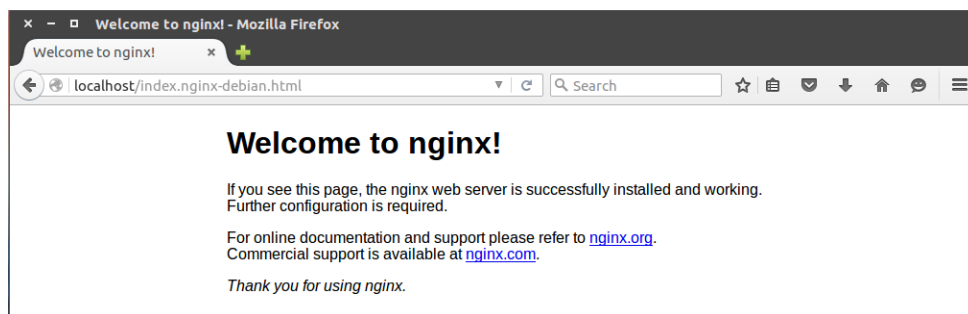 Welcome to nginx! - Mozilla Firefox
Welcome to nginx!
localhost/index.nginx-debian.html
Search
Welcome to nginx!
If you see this page, the nginx web server is successfully installed and working.
Further configuration is required.
For online documentation and support please refer to nginx.org.
Commercial support is available at nginx.com.
Thank you for using nginx.